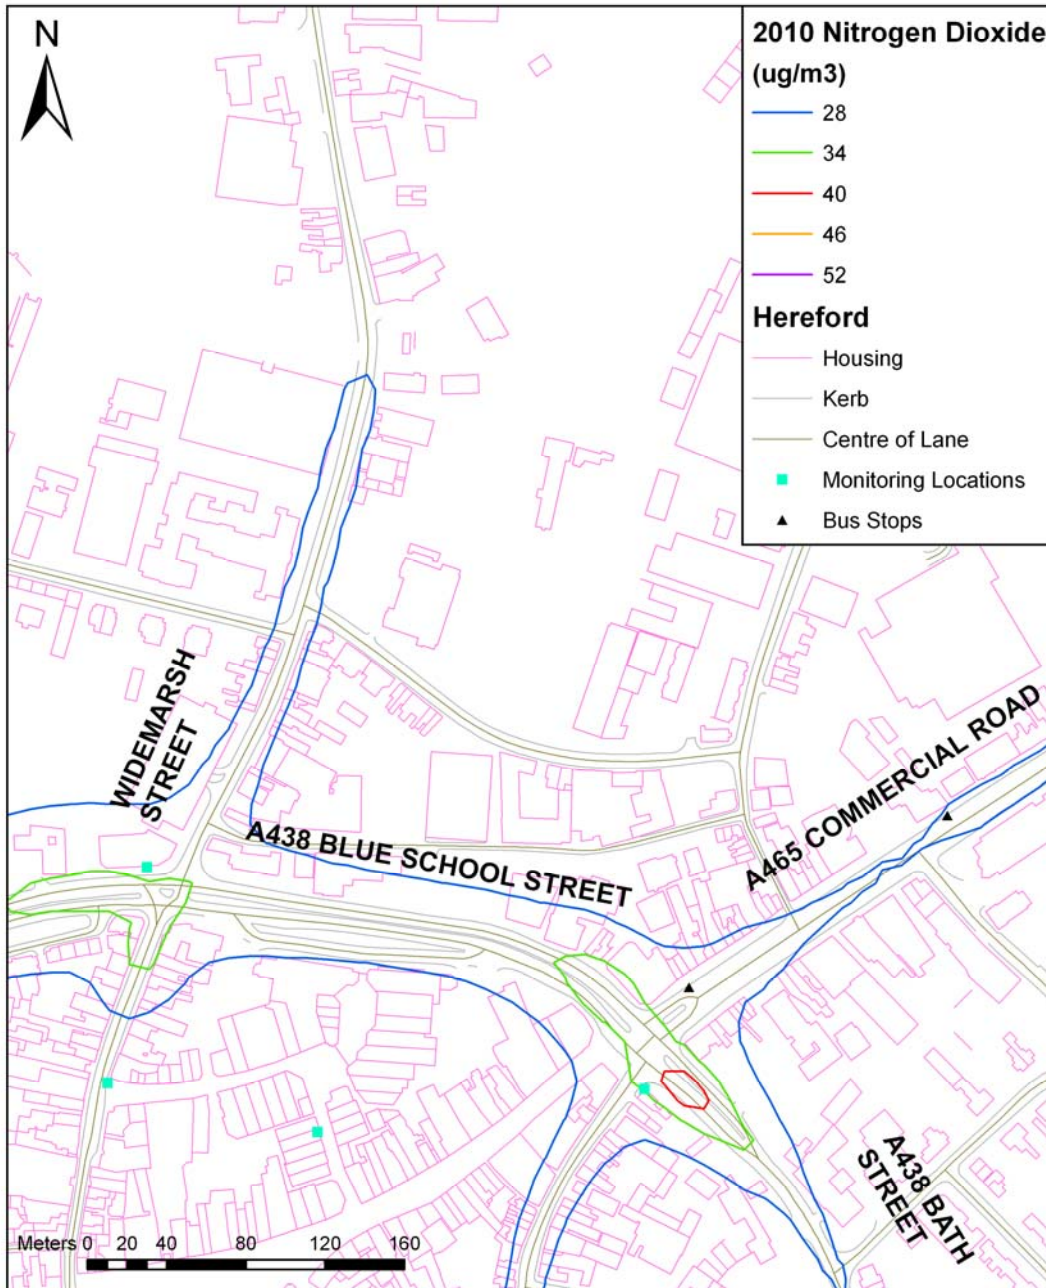 N
2010 Nitrogen Dioxide
(ug/m3)
28
34
40
46
52
Hereford
Housing
Kerb
Centre of Lane
Monitoring Locations
Bus Stops
WIDEMARSH
STREET
A438 BLUE SCHOOL STREET
A465 COMMERCIAL ROAD
A438 BATH
STREET
Meters 0 20 40 80 120 160